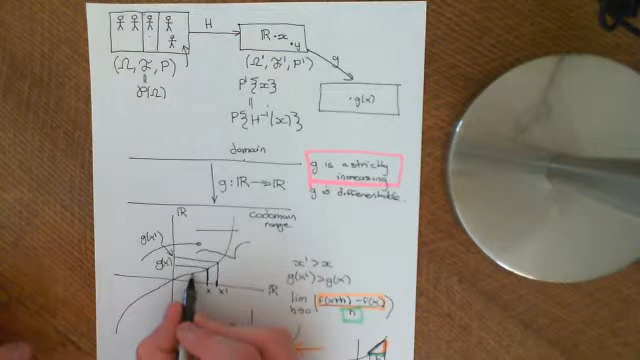 H
ℝ ·x
·y
g
(Ω, ℱ, P)
(Ω', ℱ', P')
=
𝒫(Ω)
P'{x}
=
P{H⁻¹(x)}
·g(x)
domain
g is a strictly
increasing
g: ℝ → ℝ
g is differentiable.
codomain
range
ℝ
g(x')
g(x)
x x'
ℝ
x' > x
g(x') > g(x)
lim (f(x+h) - f(x)
h→0 h)